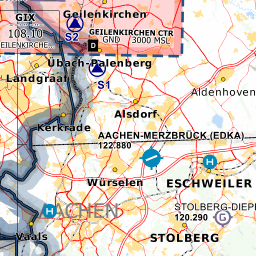 GIX
108.10
GEILENKIRCHE...
Geilenkirchen
S2
D
GEILENKIRCHEN CTR
GND 3000 MSL
Übach-Palenberg
S1
Landgraaf
Aldenhoven
Alsdorf
Kerkrade
AACHEN-MERZBRÜCK (EDKA)
122.880
H
Würselen
ESCHWEILER
STOLBERG-DIEP
120.290
G
H
AACHEN
Vaals
STOLBERG
H